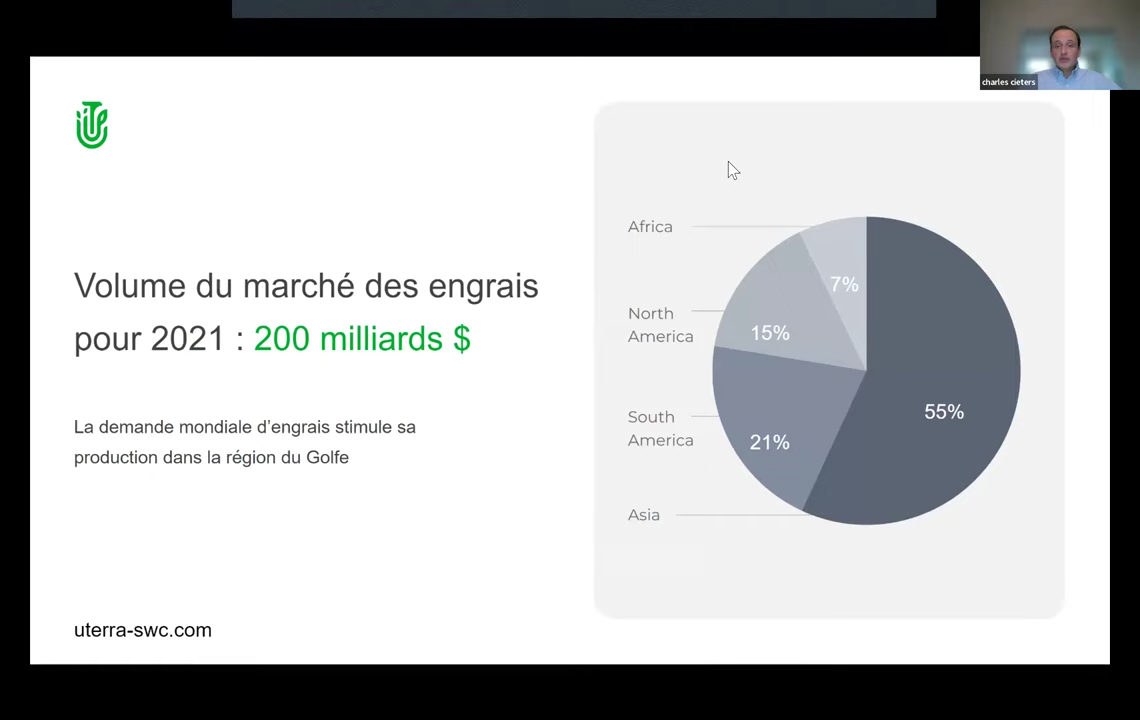 charles cieters
Volume du marché des engrais
pour 2021 : 200 milliards $
La demande mondiale d’engrais stimule sa
production dans la région du Golfe
uterra-swc.com
Africa
7%
North
America
15%
55%
South
America
21%
Asia